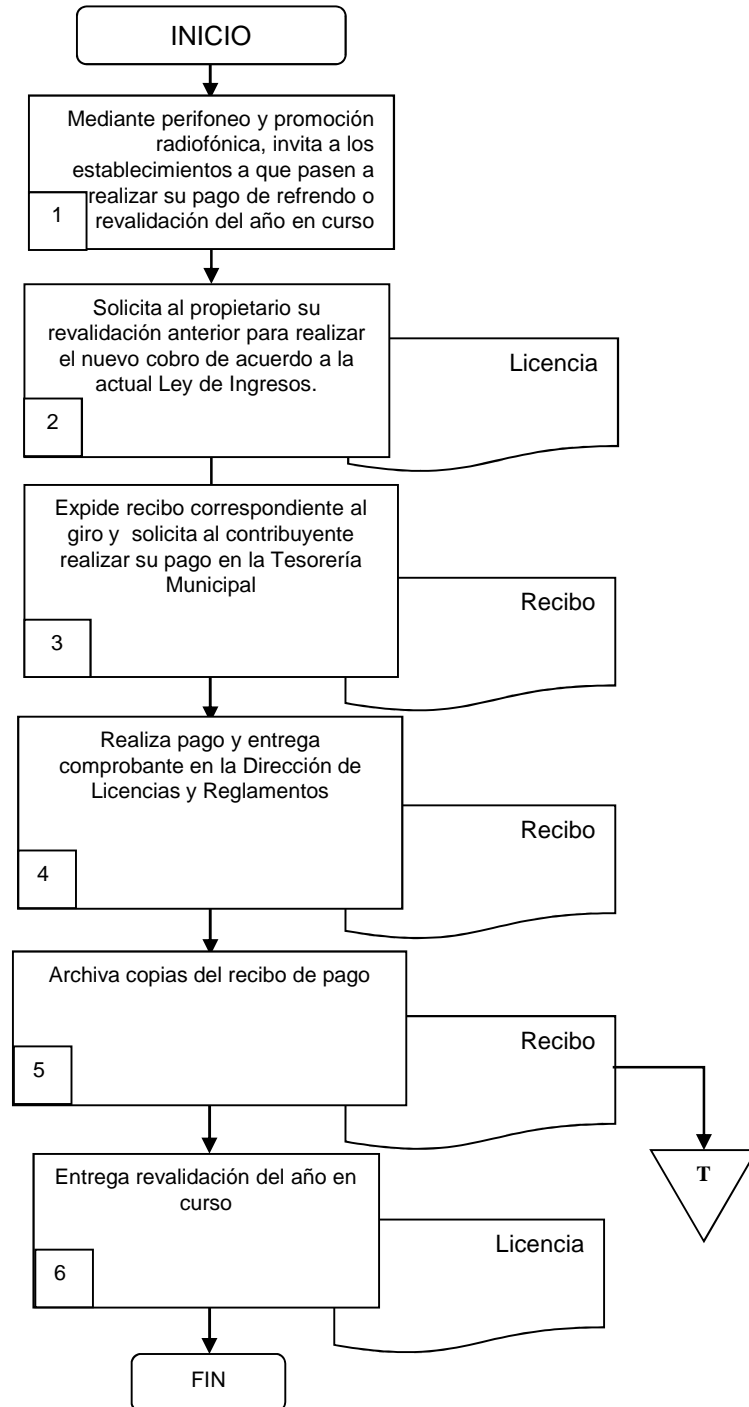 INICIO
Mediante perifoneo y promoción
radiofónica, invita a los
establecimientos a que pasen a
realizar su pago de refrendo o
revalidación del año en curso
1
Solicita al propietario su
revalidación anterior para realizar
el nuevo cobro de acuerdo a la
actual Ley de Ingresos.
2
Licencia
Expide recibo correspondiente al
giro y solicita al contribuyente
realizar su pago en la Tesorería
Municipal
3
Recibo
Realiza pago y entrega
comprobante en la Dirección de
Licencias y Reglamentos
4
Recibo
Archiva copias del recibo de pago
5
Recibo
T
Entrega revalidación del año en
curso
6
Licencia
FIN